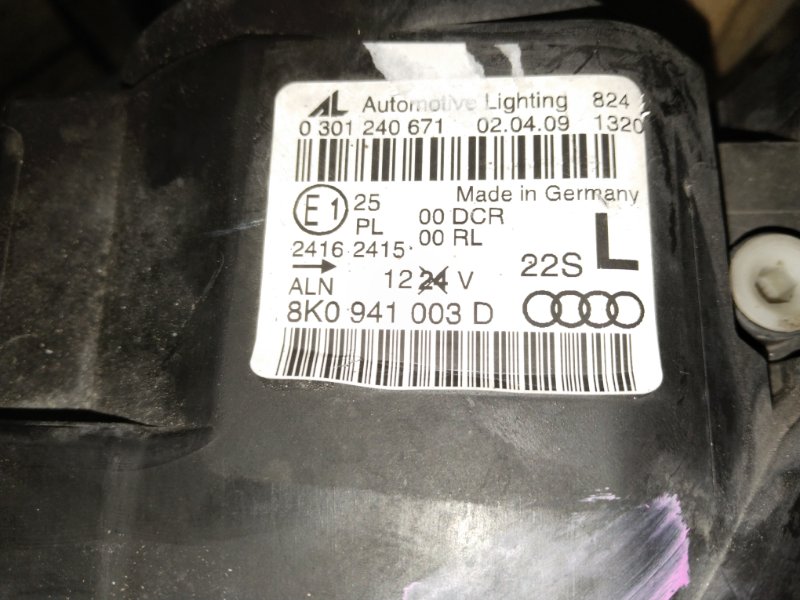 AL Automotive Lighting 824
0 301 240 671 02.04.09 1320
Made in Germany
E1 25 00 DCR
PL 00 RL
2416 2415
L
22S
12 24 V
ALN
8K0 941 003 D